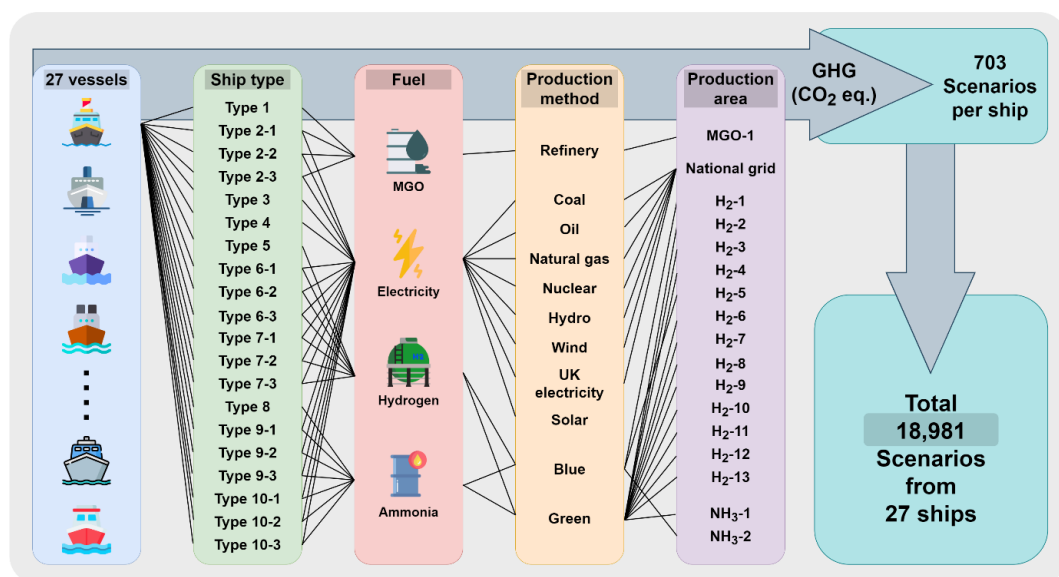 27 vessels
Ship type
Type 1
Type 2-1
Type 2-2
Type 2-3
Type 3
Type 4
Type 5
Type 6-1
Type 6-2
Type 6-3
Type 7-1
Type 7-2
Type 7-3
Type 8
Type 9-1
Type 9-2
Type 9-3
Type 10-1
Type 10-2
Type 10-3
Fuel
MGO
Electricity
Hydrogen
Ammonia
Production
method
Refinery
Coal
Oil
Natural gas
Nuclear
Hydro
Wind
UK
electricity
Solar
Blue
Green
Production
area
MGO-1
National grid
H₂-1
H₂-2
H₂-3
H₂-4
H₂-5
H₂-6
H₂-7
H₂-8
H₂-9
H₂-10
H₂-11
H₂-12
H₂-13
NH₃-1
NH₃-2
GHG
(CO₂ eq.)
703
Scenarios
per ship
Total
18,981
Scenarios
from
27 ships